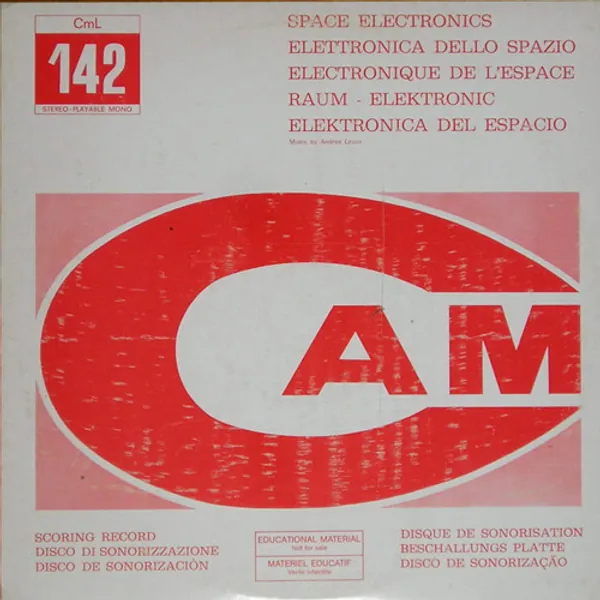 CmL
142
STEREO-PLAYABLE MONO
SPACE ELECTRONICS
ELETTRONICA DELLO SPAZIO
ELECTRONIQUE DE L'ESPACE
RAUM - ELEKTRONIC
ELEKTRONICA DEL ESPACIO
Music by
CAM
SCORING RECORD
DISCO DI SONORIZZAZIONE
DISCO DE SONORIZACIÓN
EDUCATIONAL MATERIAL
Not for sale
MATERIEL EDUCATIF
Vente interdite
DISQUE DE SONORISATION
BESCHALLUNGS PLATTE
DISCO DE SONORIZAÇÃO